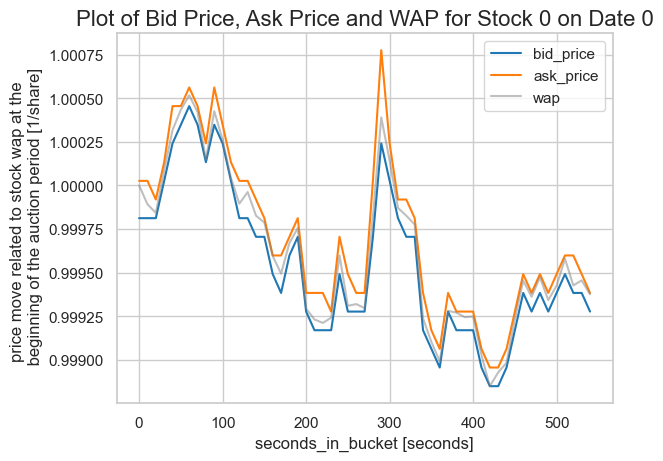 Plot of Bid Price, Ask Price and WAP for Stock 0 on Date 0
price move related to stock wap at the
beginning of the auction period [1/share]
1.00075
1.00050
1.00025
1.00000
0.99975
0.99950
0.99925
0.99900
bid_price
ask_price
wap
0
100
200
300
400
500
seconds_in_bucket [seconds]